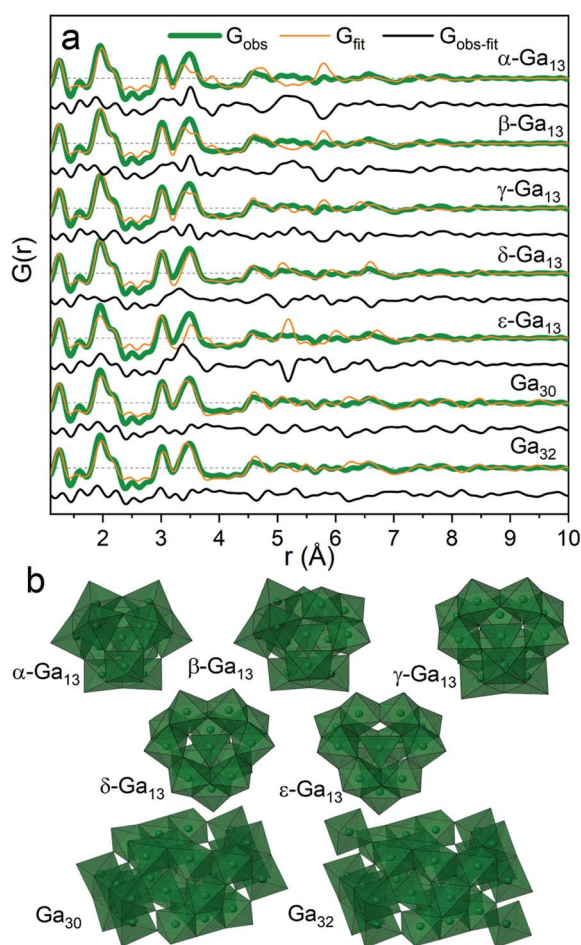 a
G_obs G_fit G_obs-fit
α-Ga₁₃
β-Ga₁₃
γ-Ga₁₃
δ-Ga₁₃
ε-Ga₁₃
Ga₃₀
Ga₃₂
G(r)
2 3 4 5 6 7 8 9 10
r (Å)
b
α-Ga₁₃ β-Ga₁₃ γ-Ga₁₃
δ-Ga₁₃ ε-Ga₁₃
Ga₃₀ Ga₃₂